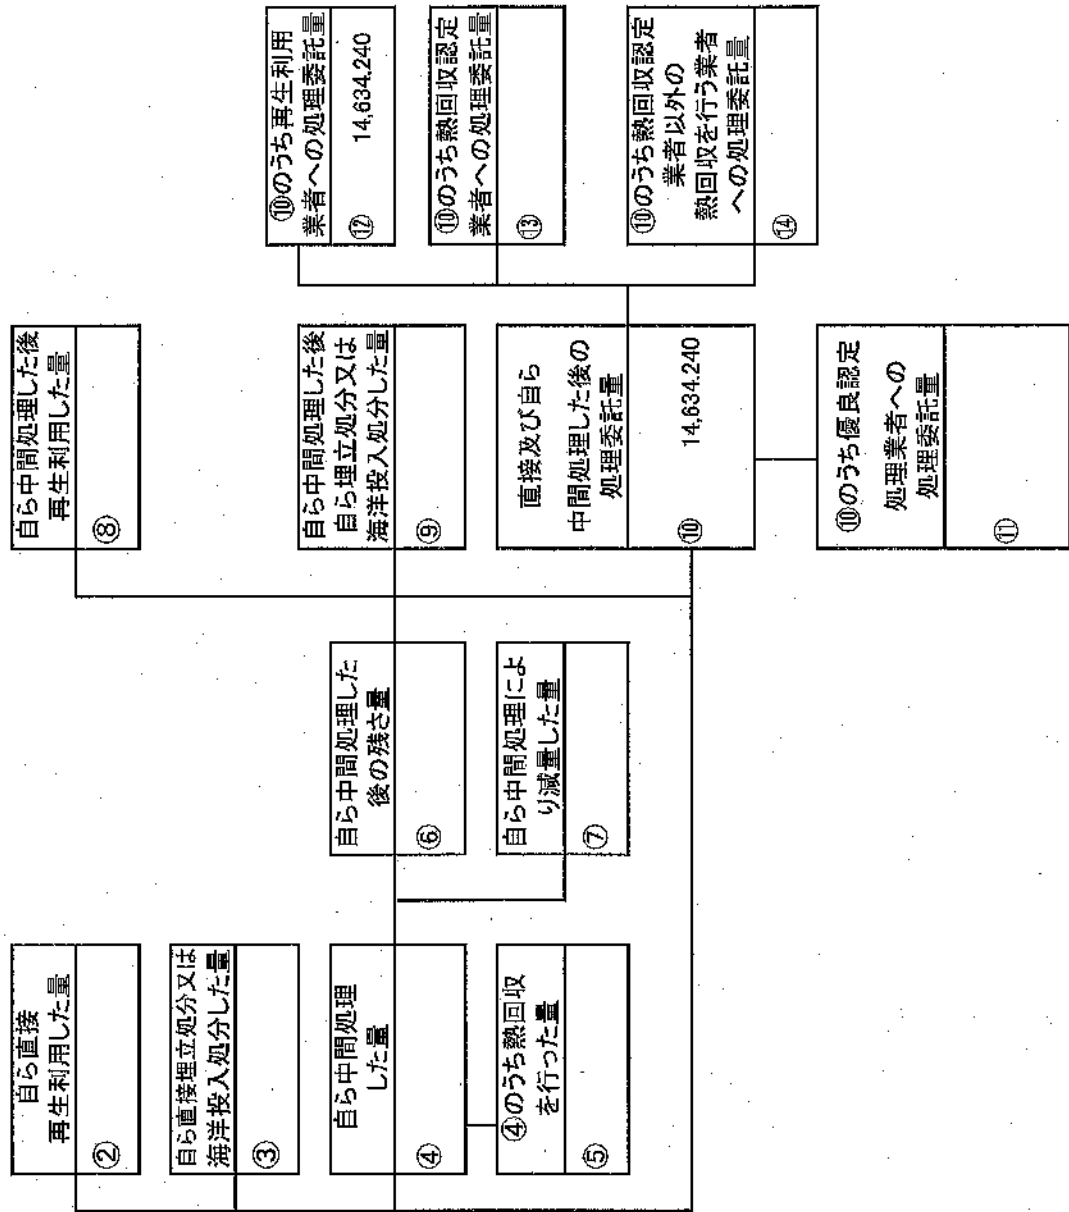 自ら直接
再生利用した量
②
自ら直接埋立処分又は
海洋投入処分した量
③
自ら中間処理
した量
④
④のうち熱回収
を行った量
⑤
自ら中間処理した
後の残さ量
⑥
自ら中間処理によ
り減量した量
⑦
自ら中間処理した後
再生利用した量
⑧
自ら中間処理した後
自ら埋立処分又は
海洋投入処分した量
⑨
直接及び自ら
中間処理した後の
処理委託量
⑩ 14,634.240
⑩のうち優良認定
処理業者への
処理委託量
⑪
⑩のうち再生利用
業者への処理委託量
⑫ 14,634.240
⑩のうち熱回収認定
業者への処理委託量
⑬
⑩のうち熱回収認定
業者以外の
熱回収を行う業者
への処理委託量
⑭